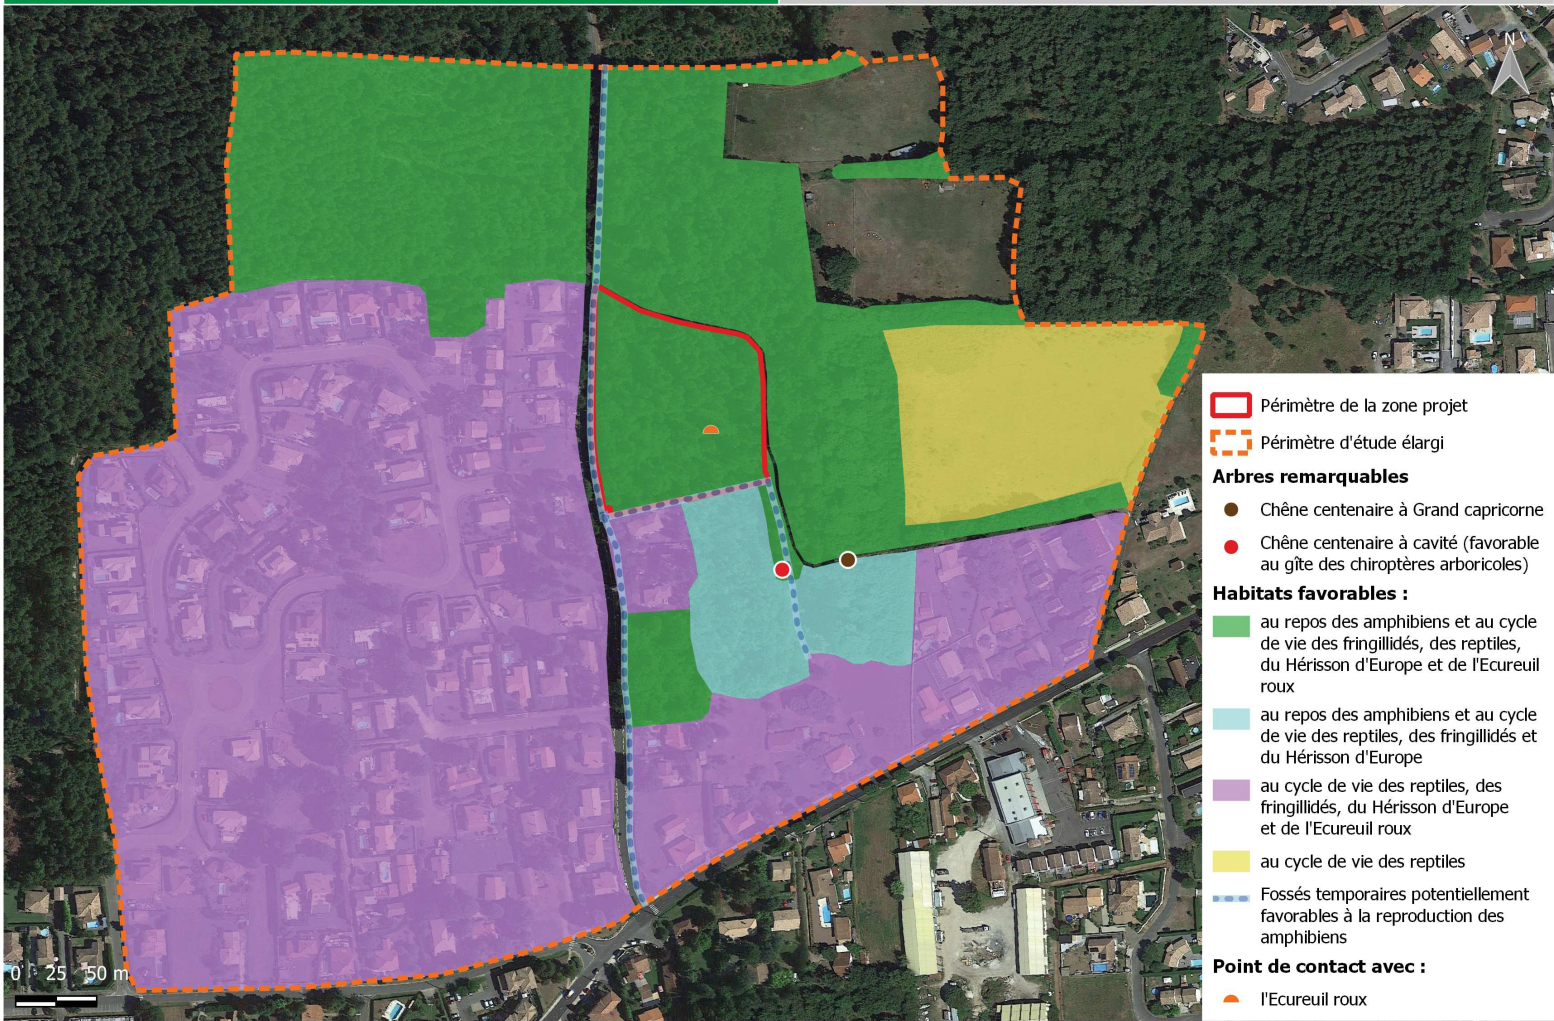 N
Périmètre de la zone projet
Périmètre d'étude élargi
Arbres remarquables
Chêne centenaire à Grand capricorne
Chêne centenaire à cavité (favorable
au gîte des chiroptères arboricoles)
Habitats favorables :
au repos des amphibiens et au cycle
de vie des fringillidés, des reptiles,
du Hérisson d'Europe et de l'Ecureuil
roux
au repos des amphibiens et au cycle
de vie des reptiles, des fringillidés et
du Hérisson d'Europe
au cycle de vie des reptiles, des
fringillidés, du Hérisson d'Europe
et de l'Ecureuil roux
au cycle de vie des reptiles
Fossés temporaires potentiellement
favorables à la reproduction des
amphibiens
Point de contact avec :
l'Ecureuil roux
0 25 50 m